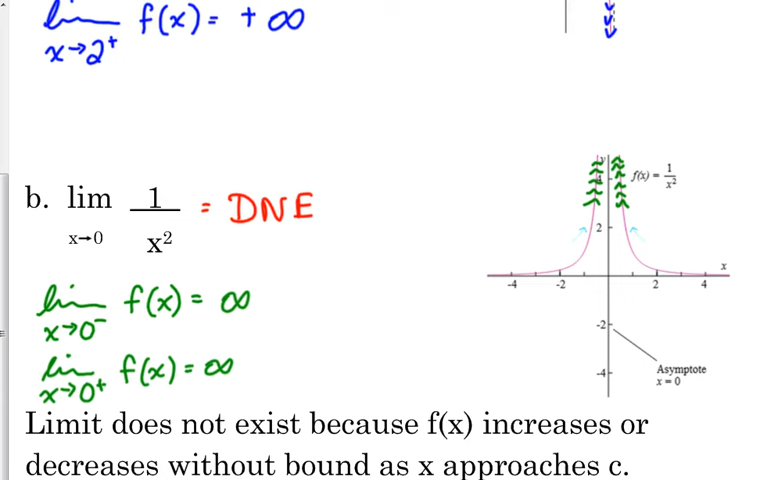 lim f(x) = + ∞
x→2⁺
b. lim 1 = DNE
x→0 x²
lim f(x) = ∞
x→0⁻
lim f(x) = ∞
x→0⁺
Limit does not exist because f(x) increases or
decreases without bound as x approaches c.
y
f(x) = 1/x²
4
2
x
-4 -2 2 4
-2
-4
Asymptote
x = 0